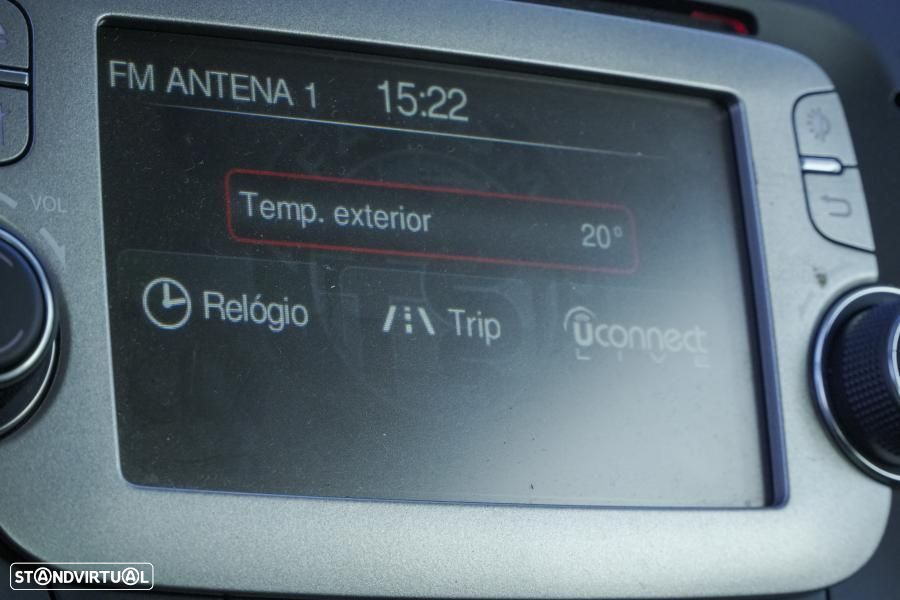 FM ANTENA 1 15:22
VOL
Temp. exterior 20°
Relógio Trip Uconnect
LIVE
STANDVIRTUAL